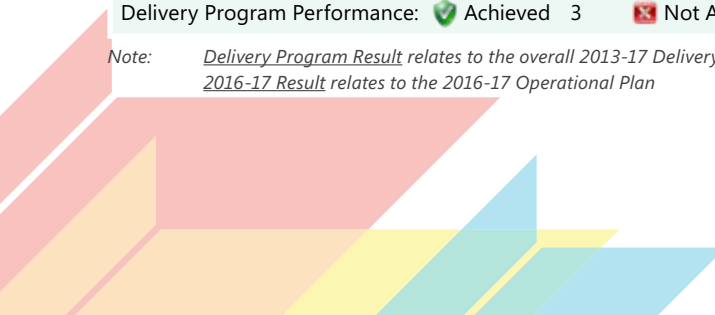 Delivery Program Performance: Achieved 3 Not A
Note: Delivery Program Result relates to the overall 2013-17 Delivery
2016-17 Result relates to the 2016-17 Operational Plan